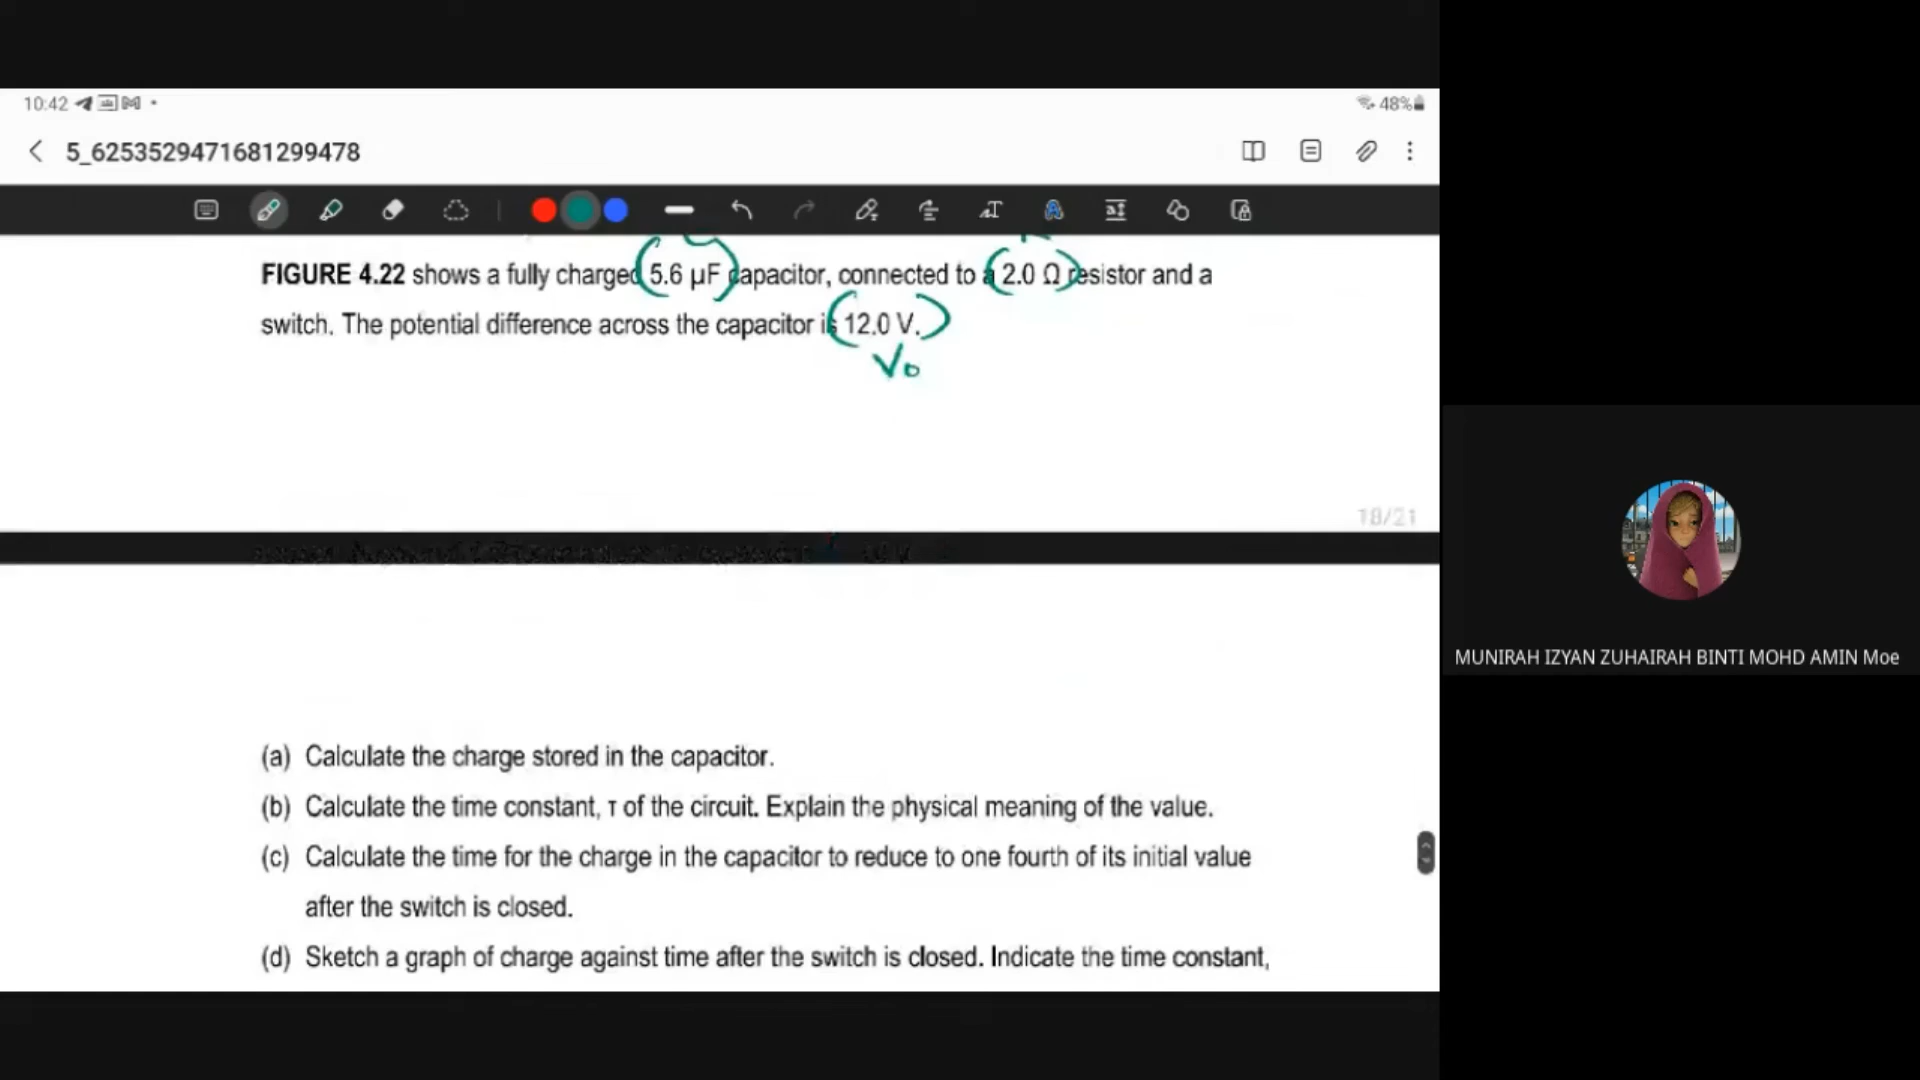 10:42
48%
5_6253529471681299478
FIGURE 4.22 shows a fully charged 5.6 µF capacitor, connected to a 2.0 Ω resistor and a
switch. The potential difference across the capacitor is 12.0 V.
V₀
18/21
(a) Calculate the charge stored in the capacitor.
(b) Calculate the time constant, τ of the circuit. Explain the physical meaning of the value.
(c) Calculate the time for the charge in the capacitor to reduce to one fourth of its initial value
after the switch is closed.
(d) Sketch a graph of charge against time after the switch is closed. Indicate the time constant,
MUNIRAH IZYAN ZUHAIRAH BINTI MOHD AMIN Moe